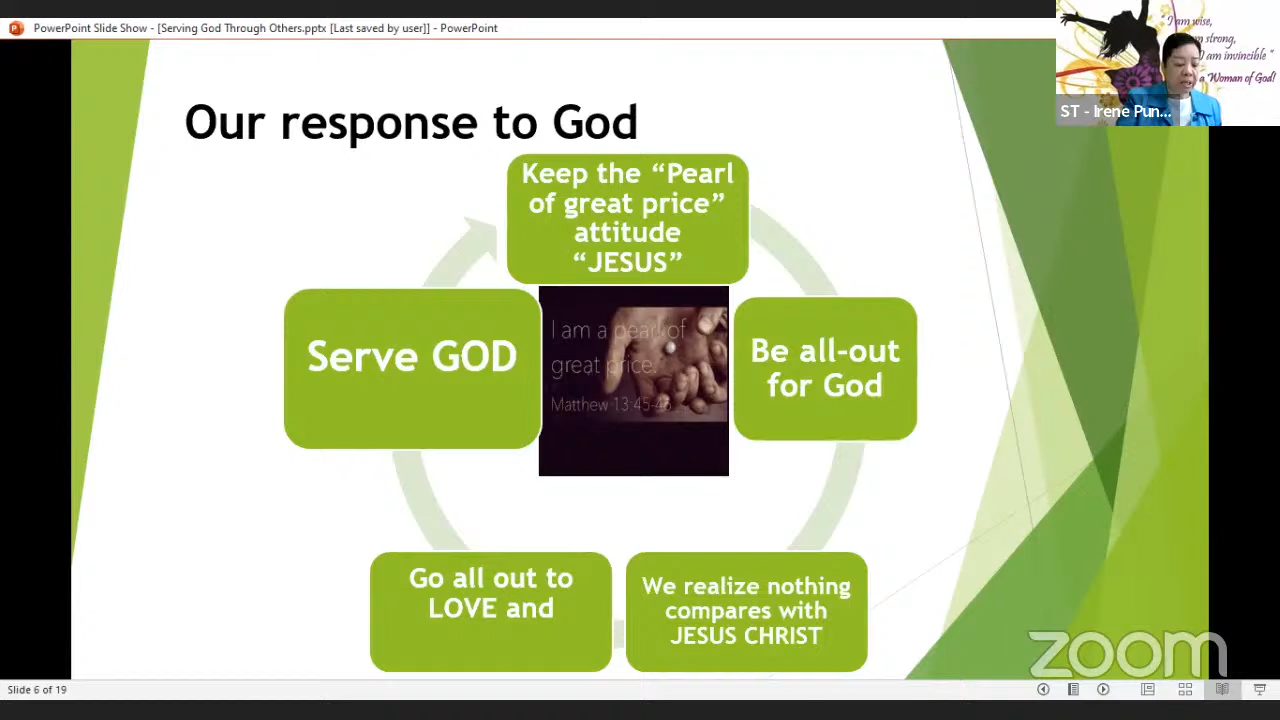 PowerPoint Slide Show - [Serving God Through Others.pptx [Last saved by user]] - PowerPoint
"I am wise,
strong,
I am invincible"
a Woman of God!
ST - Irene Pun...
Our response to God
Keep the “Pearl
of great price”
attitude
“JESUS”
Be all-out
for God
We realize nothing
compares with
JESUS CHRIST
Go all out to
LOVE and
Serve GOD
I am a pearl of
great price.
Matthew 13:45-46
zoom
Slide 6 of 19